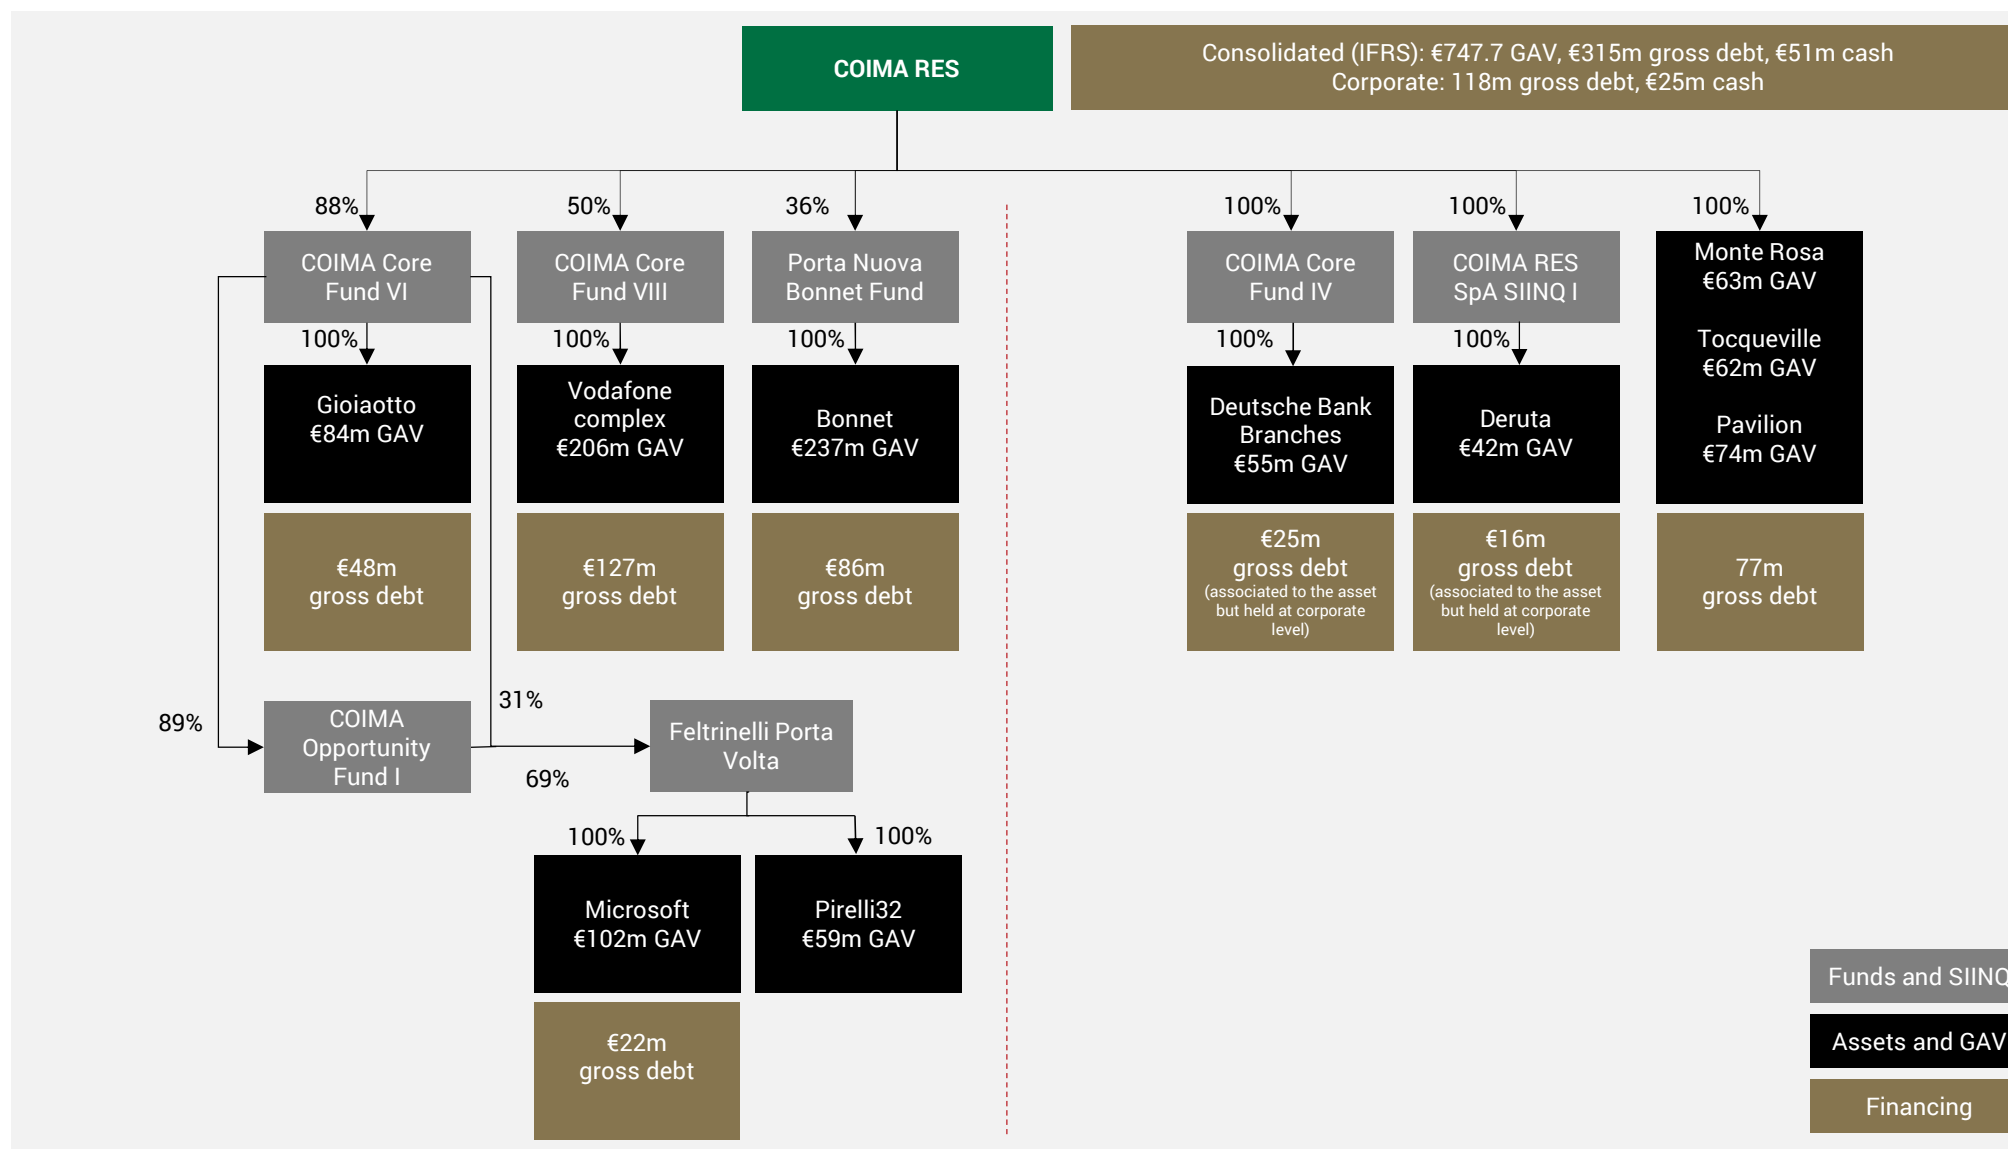 COIMA RES
Consolidated (IFRS): €747.7 GAV, €315m gross debt, €51m cash
Corporate: 118m gross debt, €25m cash
88%
50%
36%
100%
100%
100%
COIMA Core
Fund VI
COIMA Core
Fund VIII
Porta Nuova
Bonnet Fund
COIMA Core
Fund IV
COIMA RES
SpA SIINQ I
Monte Rosa
€63m GAV
Tocqueville
€62m GAV
Pavilion
€74m GAV
100%
100%
100%
100%
100%
Gioiaotto
€84m GAV
Vodafone
complex
€206m GAV
Bonnet
€237m GAV
Deutsche Bank
Branches
€55m GAV
Deruta
€42m GAV
€48m
gross debt
€127m
gross debt
€86m
gross debt
€25m
gross debt
(associated to the asset
but held at corporate
level)
€16m
gross debt
(associated to the asset
but held at corporate
level)
77m
gross debt
89%
COIMA
Opportunity
Fund I
31%
69%
Feltrinelli Porta
Volta
100%
100%
Microsoft
€102m GAV
Pirelli32
€59m GAV
€22m
gross debt
Funds and SIINQ
Assets and GAV
Financing